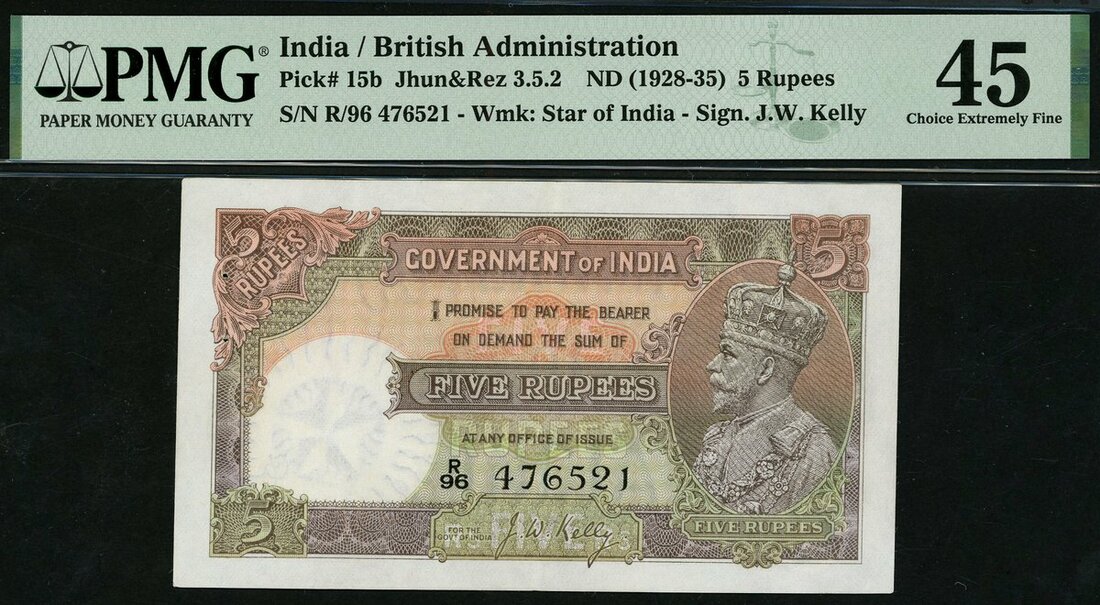 PMG®
PAPER MONEY GUARANTY
India / British Administration
Pick# 15b Jhun&Rez 3.5.2 ND (1928-35) 5 Rupees
S/N R/96 476521 - Wmk: Star of India - Sign. J.W. Kelly
45
Choice Extremely Fine
5
RUPEES
5
GOVERNMENT OF INDIA
I PROMISE TO PAY THE BEARER
ON DEMAND THE SUM OF
FIVE RUPEES
AT ANY OFFICE OF ISSUE
R
96 476521
5
FOR THE
GOVT OF INDIA
J. W. Kelly
FIVE RUPEES